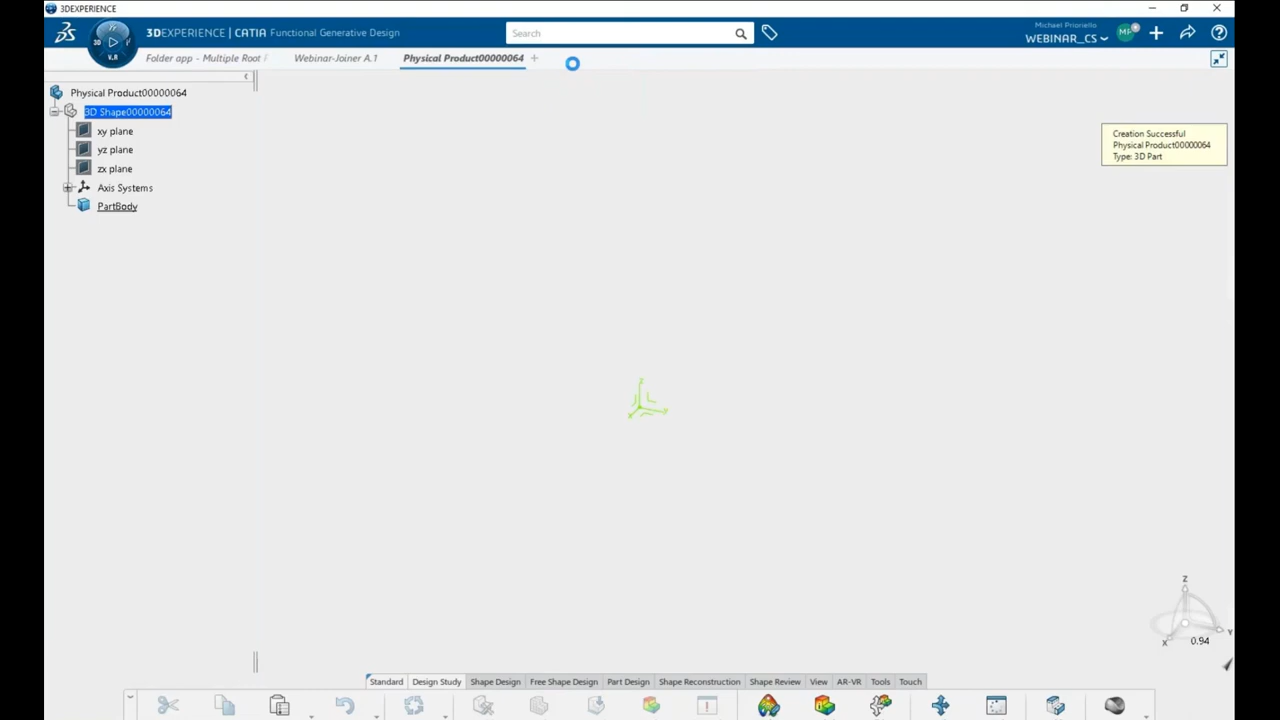 3DEXPERIENCE
3DEXPERIENCE | CATIA Functional Generative Design
Search
Michael Prioriello
WEBINAR_CS
MP
3D
V.R
Folder app - Multiple Root
Webinar-Joiner A.1
Physical Product00000064
Physical Product00000064
3D Shape00000064
xy plane
yz plane
zx plane
Axis Systems
PartBody
Creation Successful
Physical Product00000064
Type: 3D Part
z
y
x
Z
Y
X
0.94
Standard
Design Study
Shape Design
Free Shape Design
Part Design
Shape Reconstruction
Shape Review
View
AR-VR
Tools
Touch